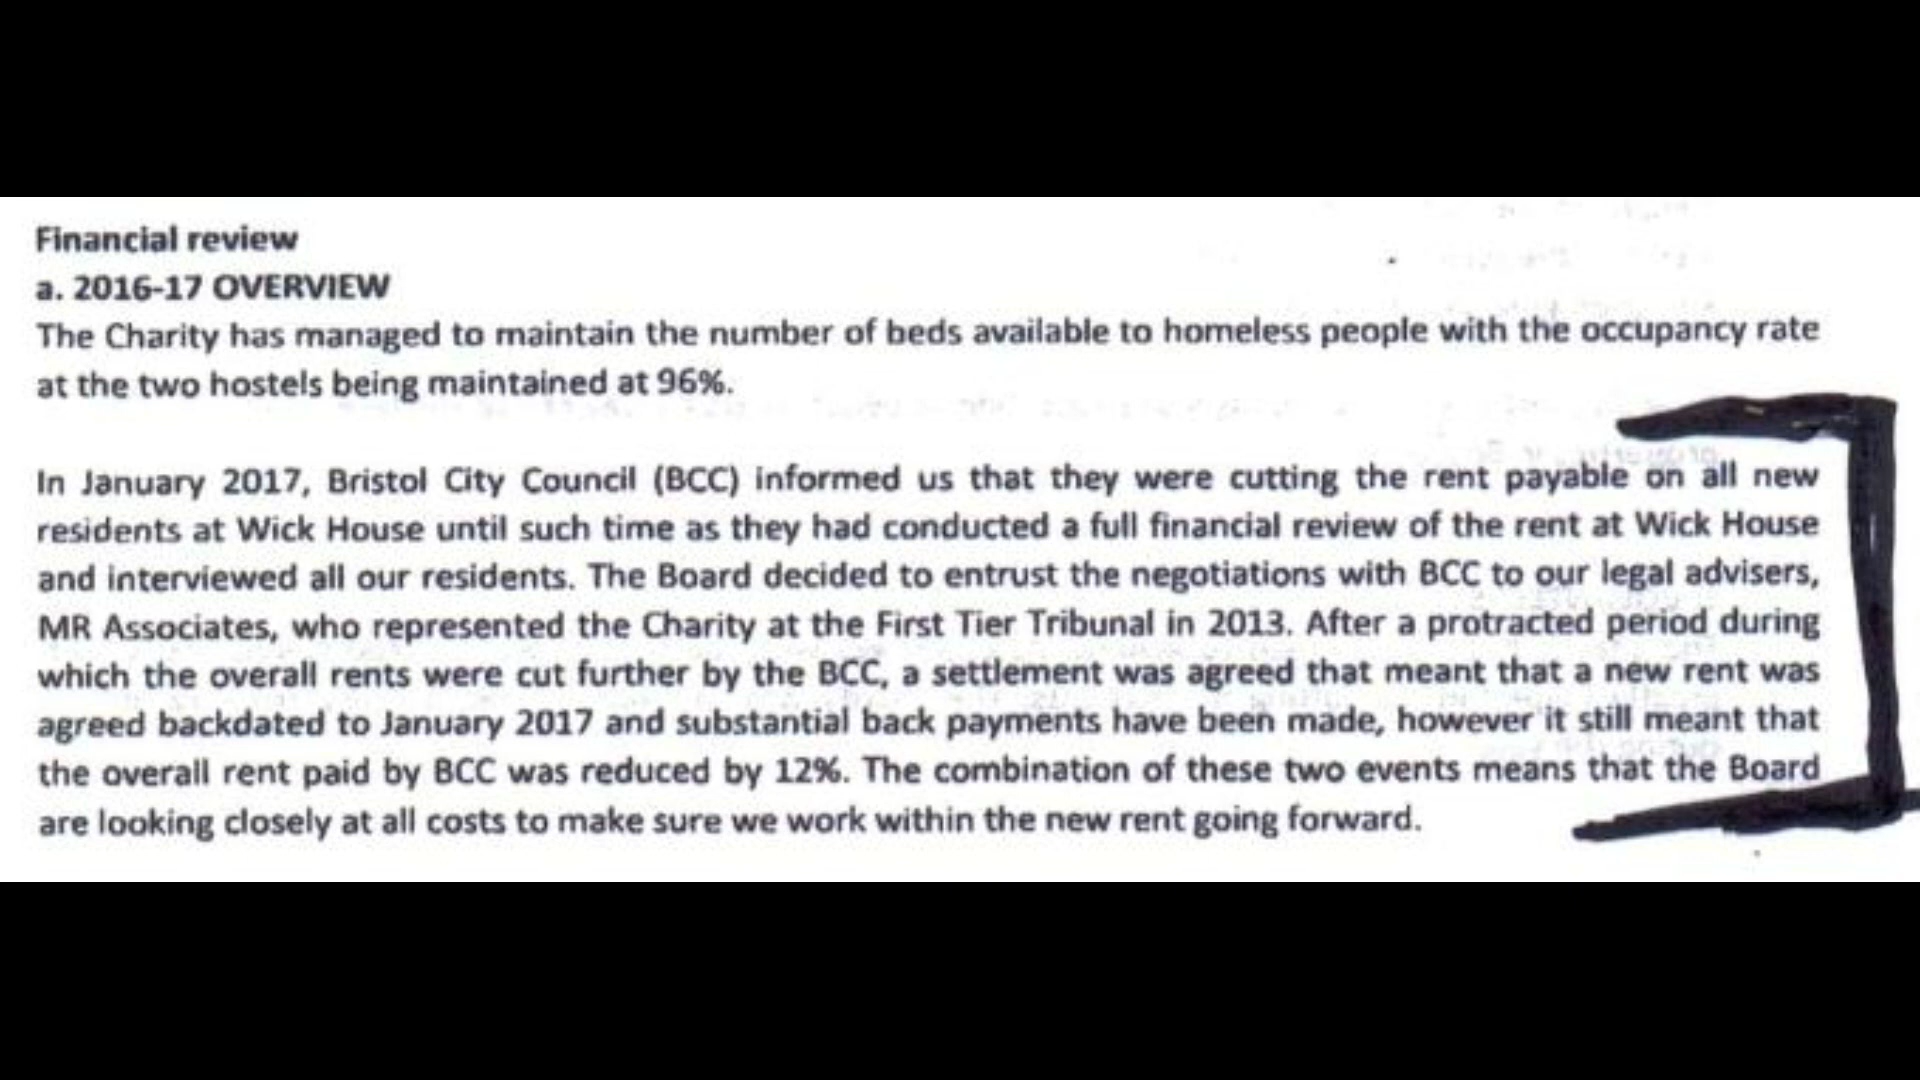 Financial review
a. 2016-17 OVERVIEW
The Charity has managed to maintain the number of beds available to homeless people with the occupancy rate
at the two hostels being maintained at 96%.
In January 2017, Bristol City Council (BCC) informed us that they were cutting the rent payable on all new
residents at Wick House until such time as they had conducted a full financial review of the rent at Wick House
and interviewed all our residents. The Board decided to entrust the negotiations with BCC to our legal advisers,
MR Associates, who represented the Charity at the First Tier Tribunal in 2013. After a protracted period during
which the overall rents were cut further by the BCC, a settlement was agreed that meant that a new rent was
agreed backdated to January 2017 and substantial back payments have been made, however it still meant that
the overall rent paid by BCC was reduced by 12%. The combination of these two events means that the Board
are looking closely at all costs to make sure we work within the new rent going forward.